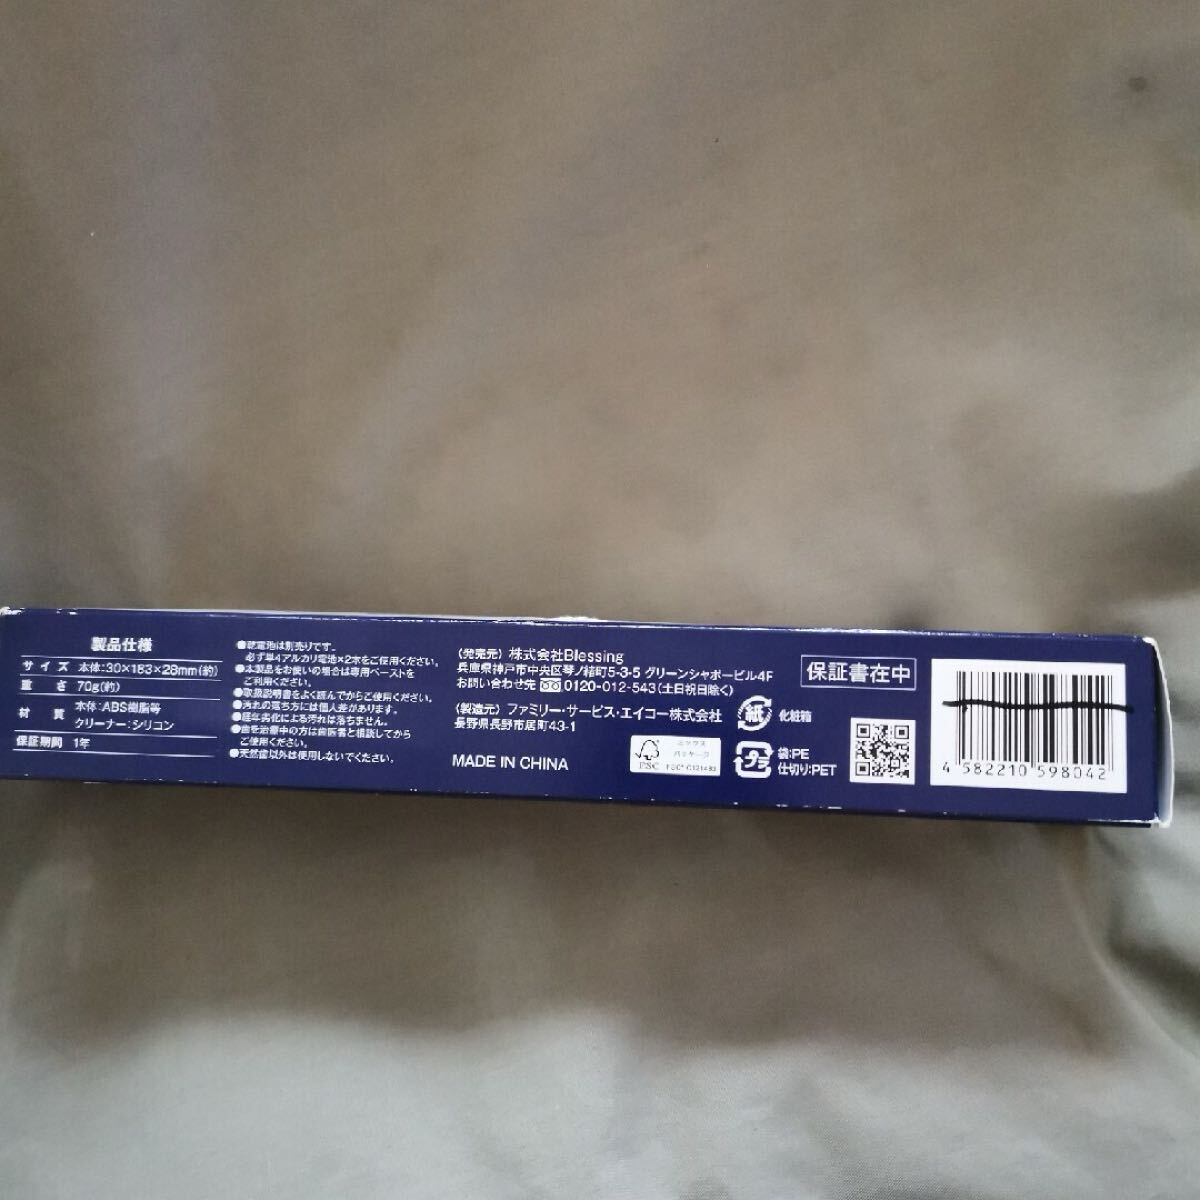 製品仕様
サイズ 本体:30×183×28mm(約)
重さ 70g(約)
材質 本体:ABS樹脂等
クリーナー:シリコン
保証期間 1年
●乾電池は別売りです。
必ず単4アルカリ電池×2本をご使用ください。
●本製品をお使いの場合は専用ペーストを
ご利用ください。
●取扱説明書をよく読んでからご使用ください。
●汚れの落ち方には個人差があります。
●経年劣化による汚れは落ちません。
●歯を治療中の方は歯医者と相談してから
ご使用ください。
●天然歯以外は使用しないでください。
(発売元) 株式会社Blessing
兵庫県神戸市中央区琴ノ緒町5-3-5 グリーンシャポービル4F
お問い合わせ先 0120-012-543(土日祝日除く)
(製造元) ファミリー・サービス・エイコー株式会社
長野県長野市居町43-1
MADE IN CHINA
FSC
ミックス
パッケージ
紙 化粧箱
プラ 袋:PE
仕切り:PET
保証書在中
4 582210 598042